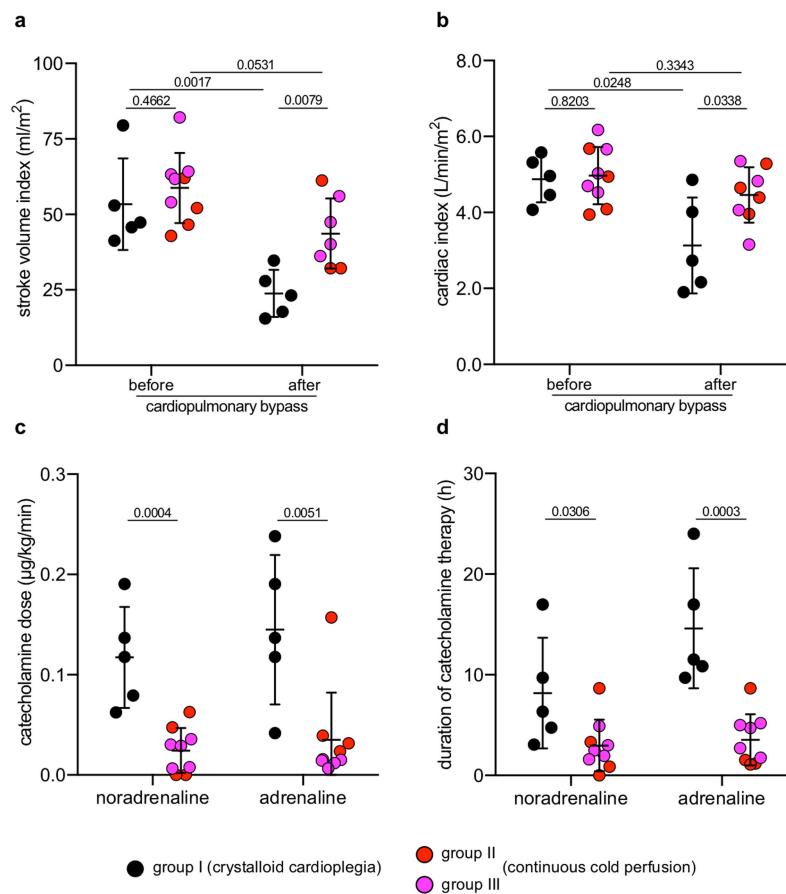 a
stroke volume index (ml/m²)
100
75
50
25
0
0.0531
0.0017
0.4662
0.0079
before
after
cardiopulmonary bypass
b
cardiac index (L/min/m²)
8.0
6.0
4.0
2.0
0.0
0.3343
0.0248
0.8203
0.0338
before
after
cardiopulmonary bypass
c
catecholamine dose (µg/kg/min)
0.3
0.2
0.1
0.0
0.0004
0.0051
noradrenaline
adrenaline
d
duration of catecholamine therapy (h)
30
20
10
0
0.0306
0.0003
noradrenaline
adrenaline
group I (crystalloid cardioplegia)
group II
group III
(continuous cold perfusion)